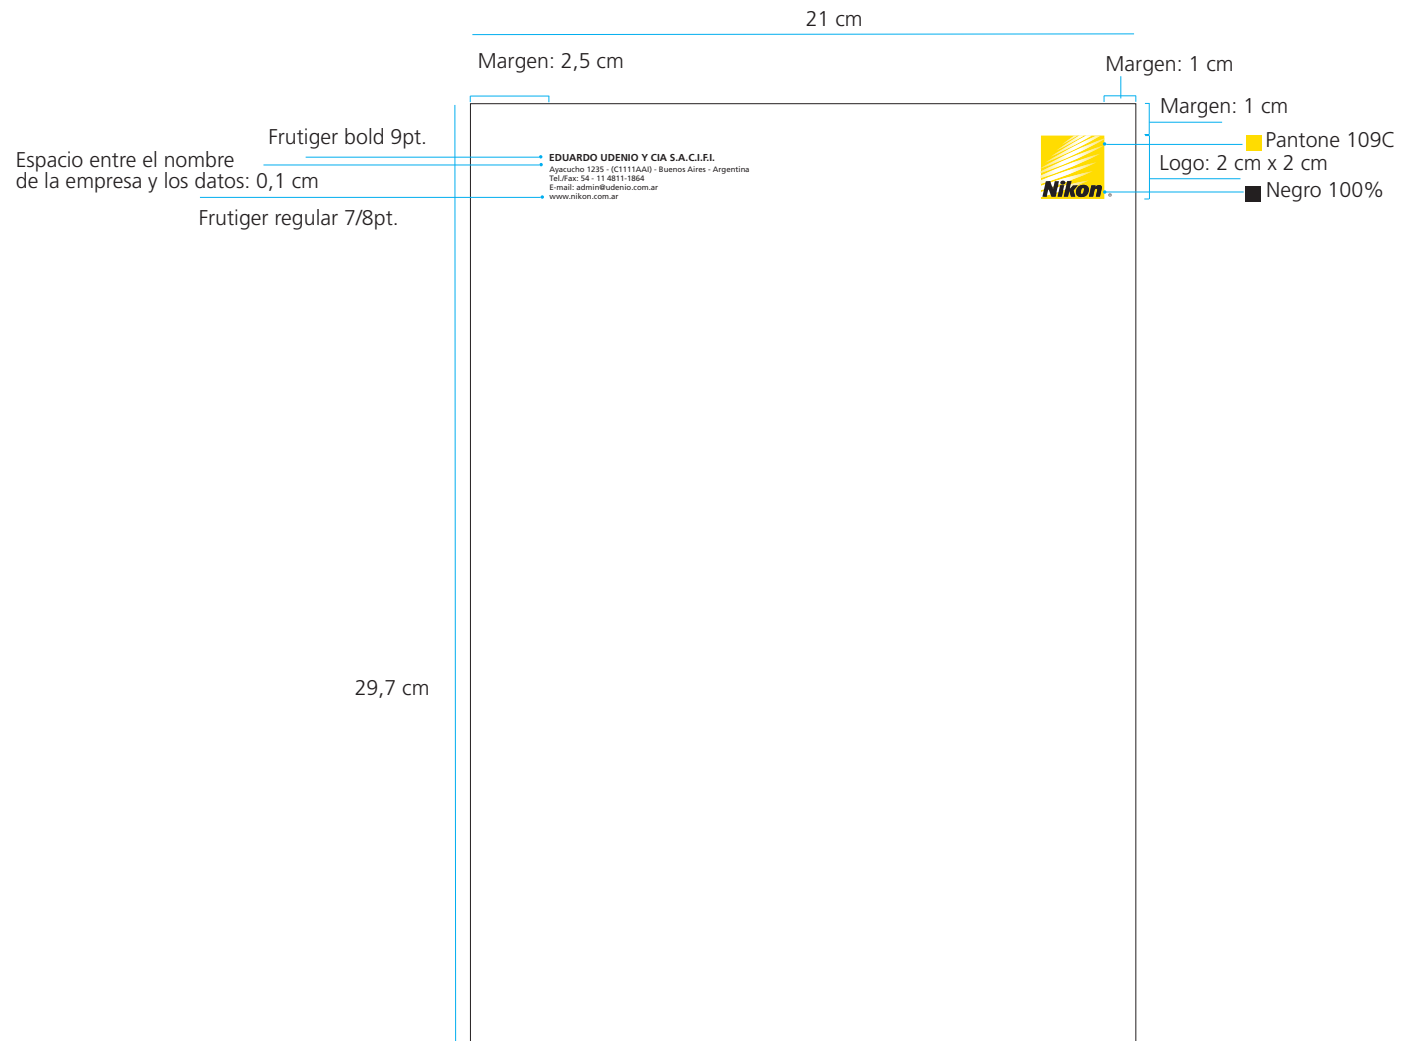 21 cm
Margen: 2,5 cm
Margen: 1 cm
Margen: 1 cm
Frutiger bold 9pt.
Pantone 109C
Espacio entre el nombre
de la empresa y los datos: 0,1 cm
EDUARDO UDENIO Y CIA S.A.C.I.F.I.
Ayacucho 1235 - (C1111AAI) - Buenos Aires - Argentina
Tel./Fax: 54 - 11 4811-1864
E-mail: admin@udenio.com.ar
www.nikon.com.ar
Logo: 2 cm x 2 cm
Nikon
®
Negro 100%
Frutiger regular 7/8pt.
29,7 cm